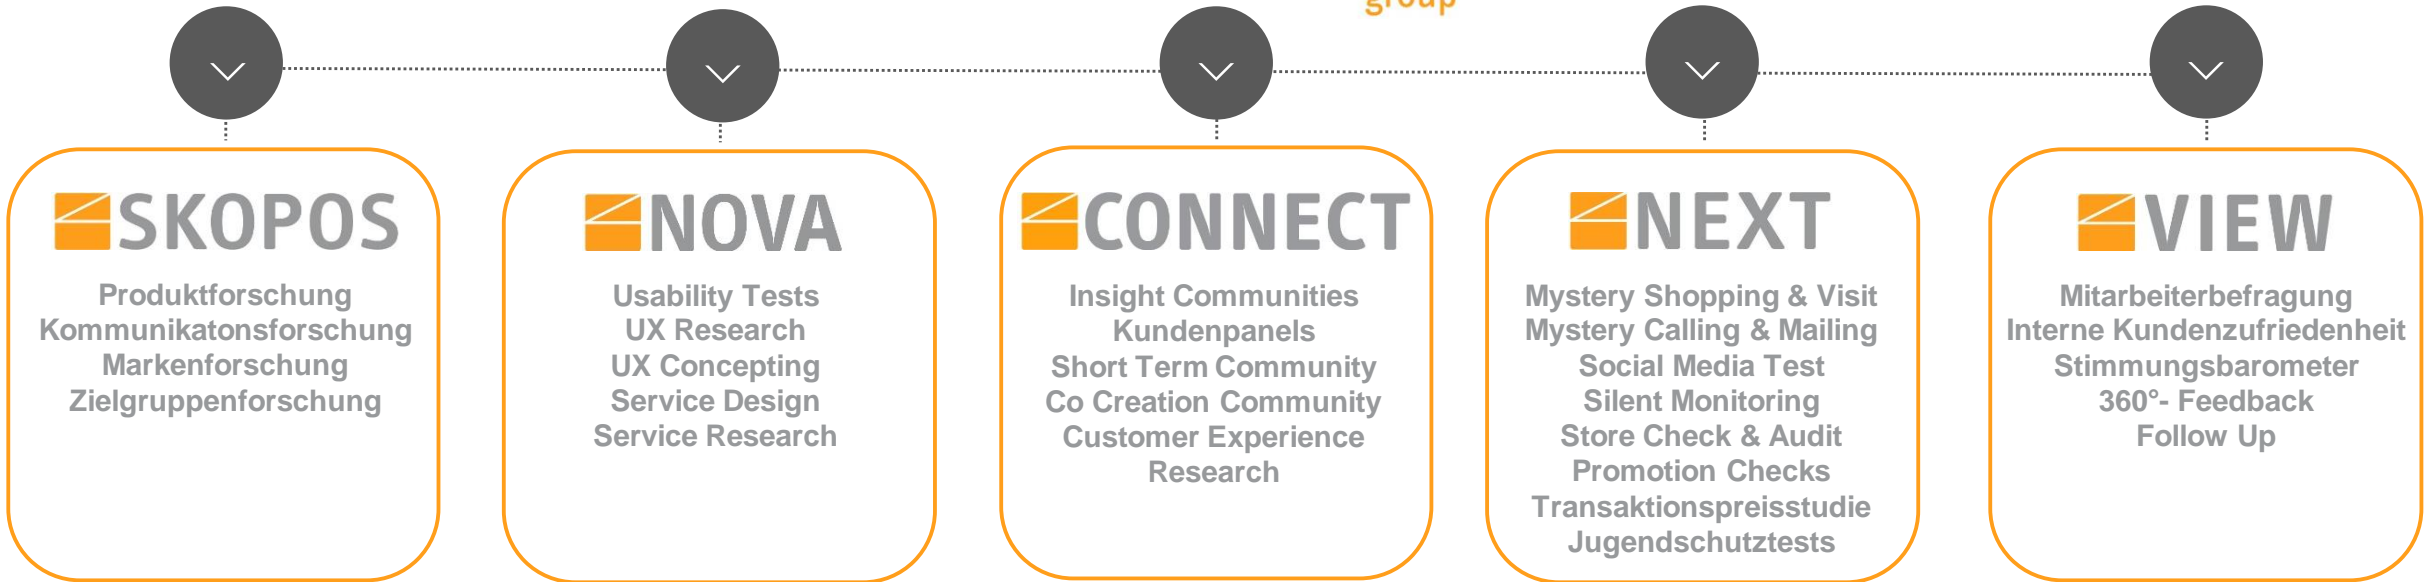 group
SKOPOS
Produktforschung
Kommunikatonsforschung
Markenforschung
Zielgruppenforschung
NOVA
Usability Tests
UX Research
UX Concepting
Service Design
Service Research
CONNECT
Insight Communities
Kundenpanels
Short Term Community
Co Creation Community
Customer Experience
Research
NEXT
Mystery Shopping & Visit
Mystery Calling & Mailing
Social Media Test
Silent Monitoring
Store Check & Audit
Promotion Checks
Transaktionspreisstudie
Jugendschutztests
VIEW
Mitarbeiterbefragung
Interne Kundenzufriedenheit
Stimmungsbarometer
360°- Feedback
Follow Up